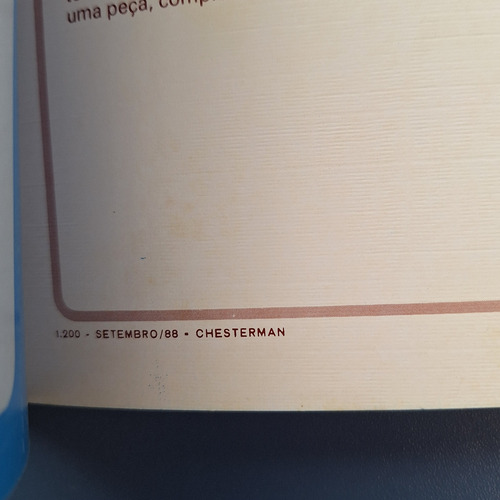 uma peça,
1.200 - SETEMBRO/88 - CHESTERMAN